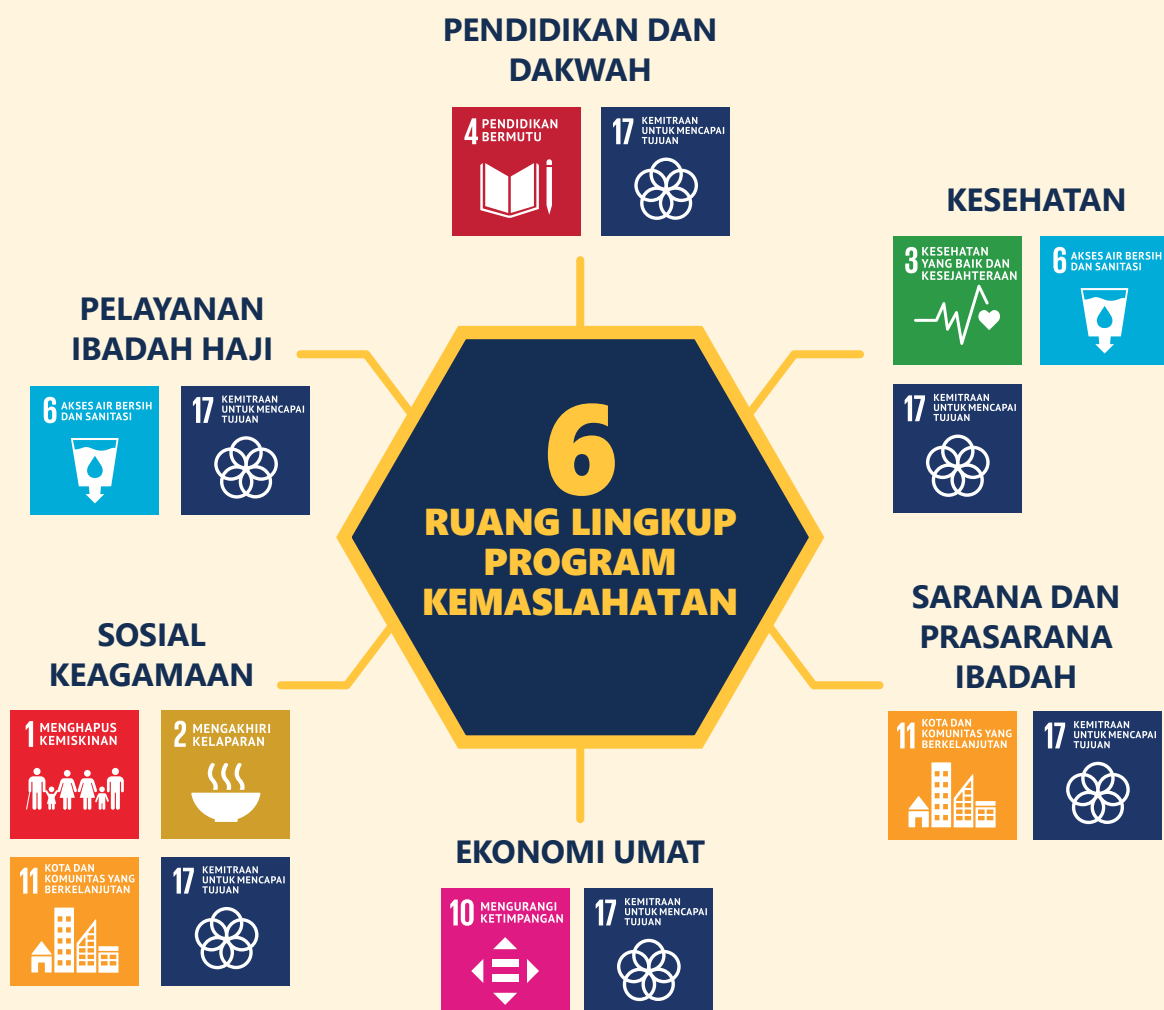 PENDIDIKAN DAN
DAKWAH
4 PENDIDIKAN
BERMUTU
17 KEMITRAAN
UNTUK MENCAPAI
TUJUAN
KESEHATAN
3 KESEHATAN
YANG BAIK DAN
KESEJAHTERAAN
6 AKSES AIR BERSIH
DAN SANITASI
17 KEMITRAAN
UNTUK MENCAPAI
TUJUAN
PELAYANAN
IBADAH HAJI
6 AKSES AIR BERSIH
DAN SANITASI
17 KEMITRAAN
UNTUK MENCAPAI
TUJUAN
6
RUANG LINGKUP
PROGRAM
KEMASLAHATAN
SARANA DAN
PRASARANA
IBADAH
11 KOTA DAN
KOMUNITAS YANG
BERKELANJUTAN
17 KEMITRAAN
UNTUK MENCAPAI
TUJUAN
SOSIAL
KEAGAMAAN
1 MENGHAPUS
KEMISKINAN
2 MENGAKHIRI
KELAPARAN
11 KOTA DAN
KOMUNITAS YANG
BERKELANJUTAN
17 KEMITRAAN
UNTUK MENCAPAI
TUJUAN
EKONOMI UMAT
10 MENGURANGI
KETIMPANGAN
17 KEMITRAAN
UNTUK MENCAPAI
TUJUAN